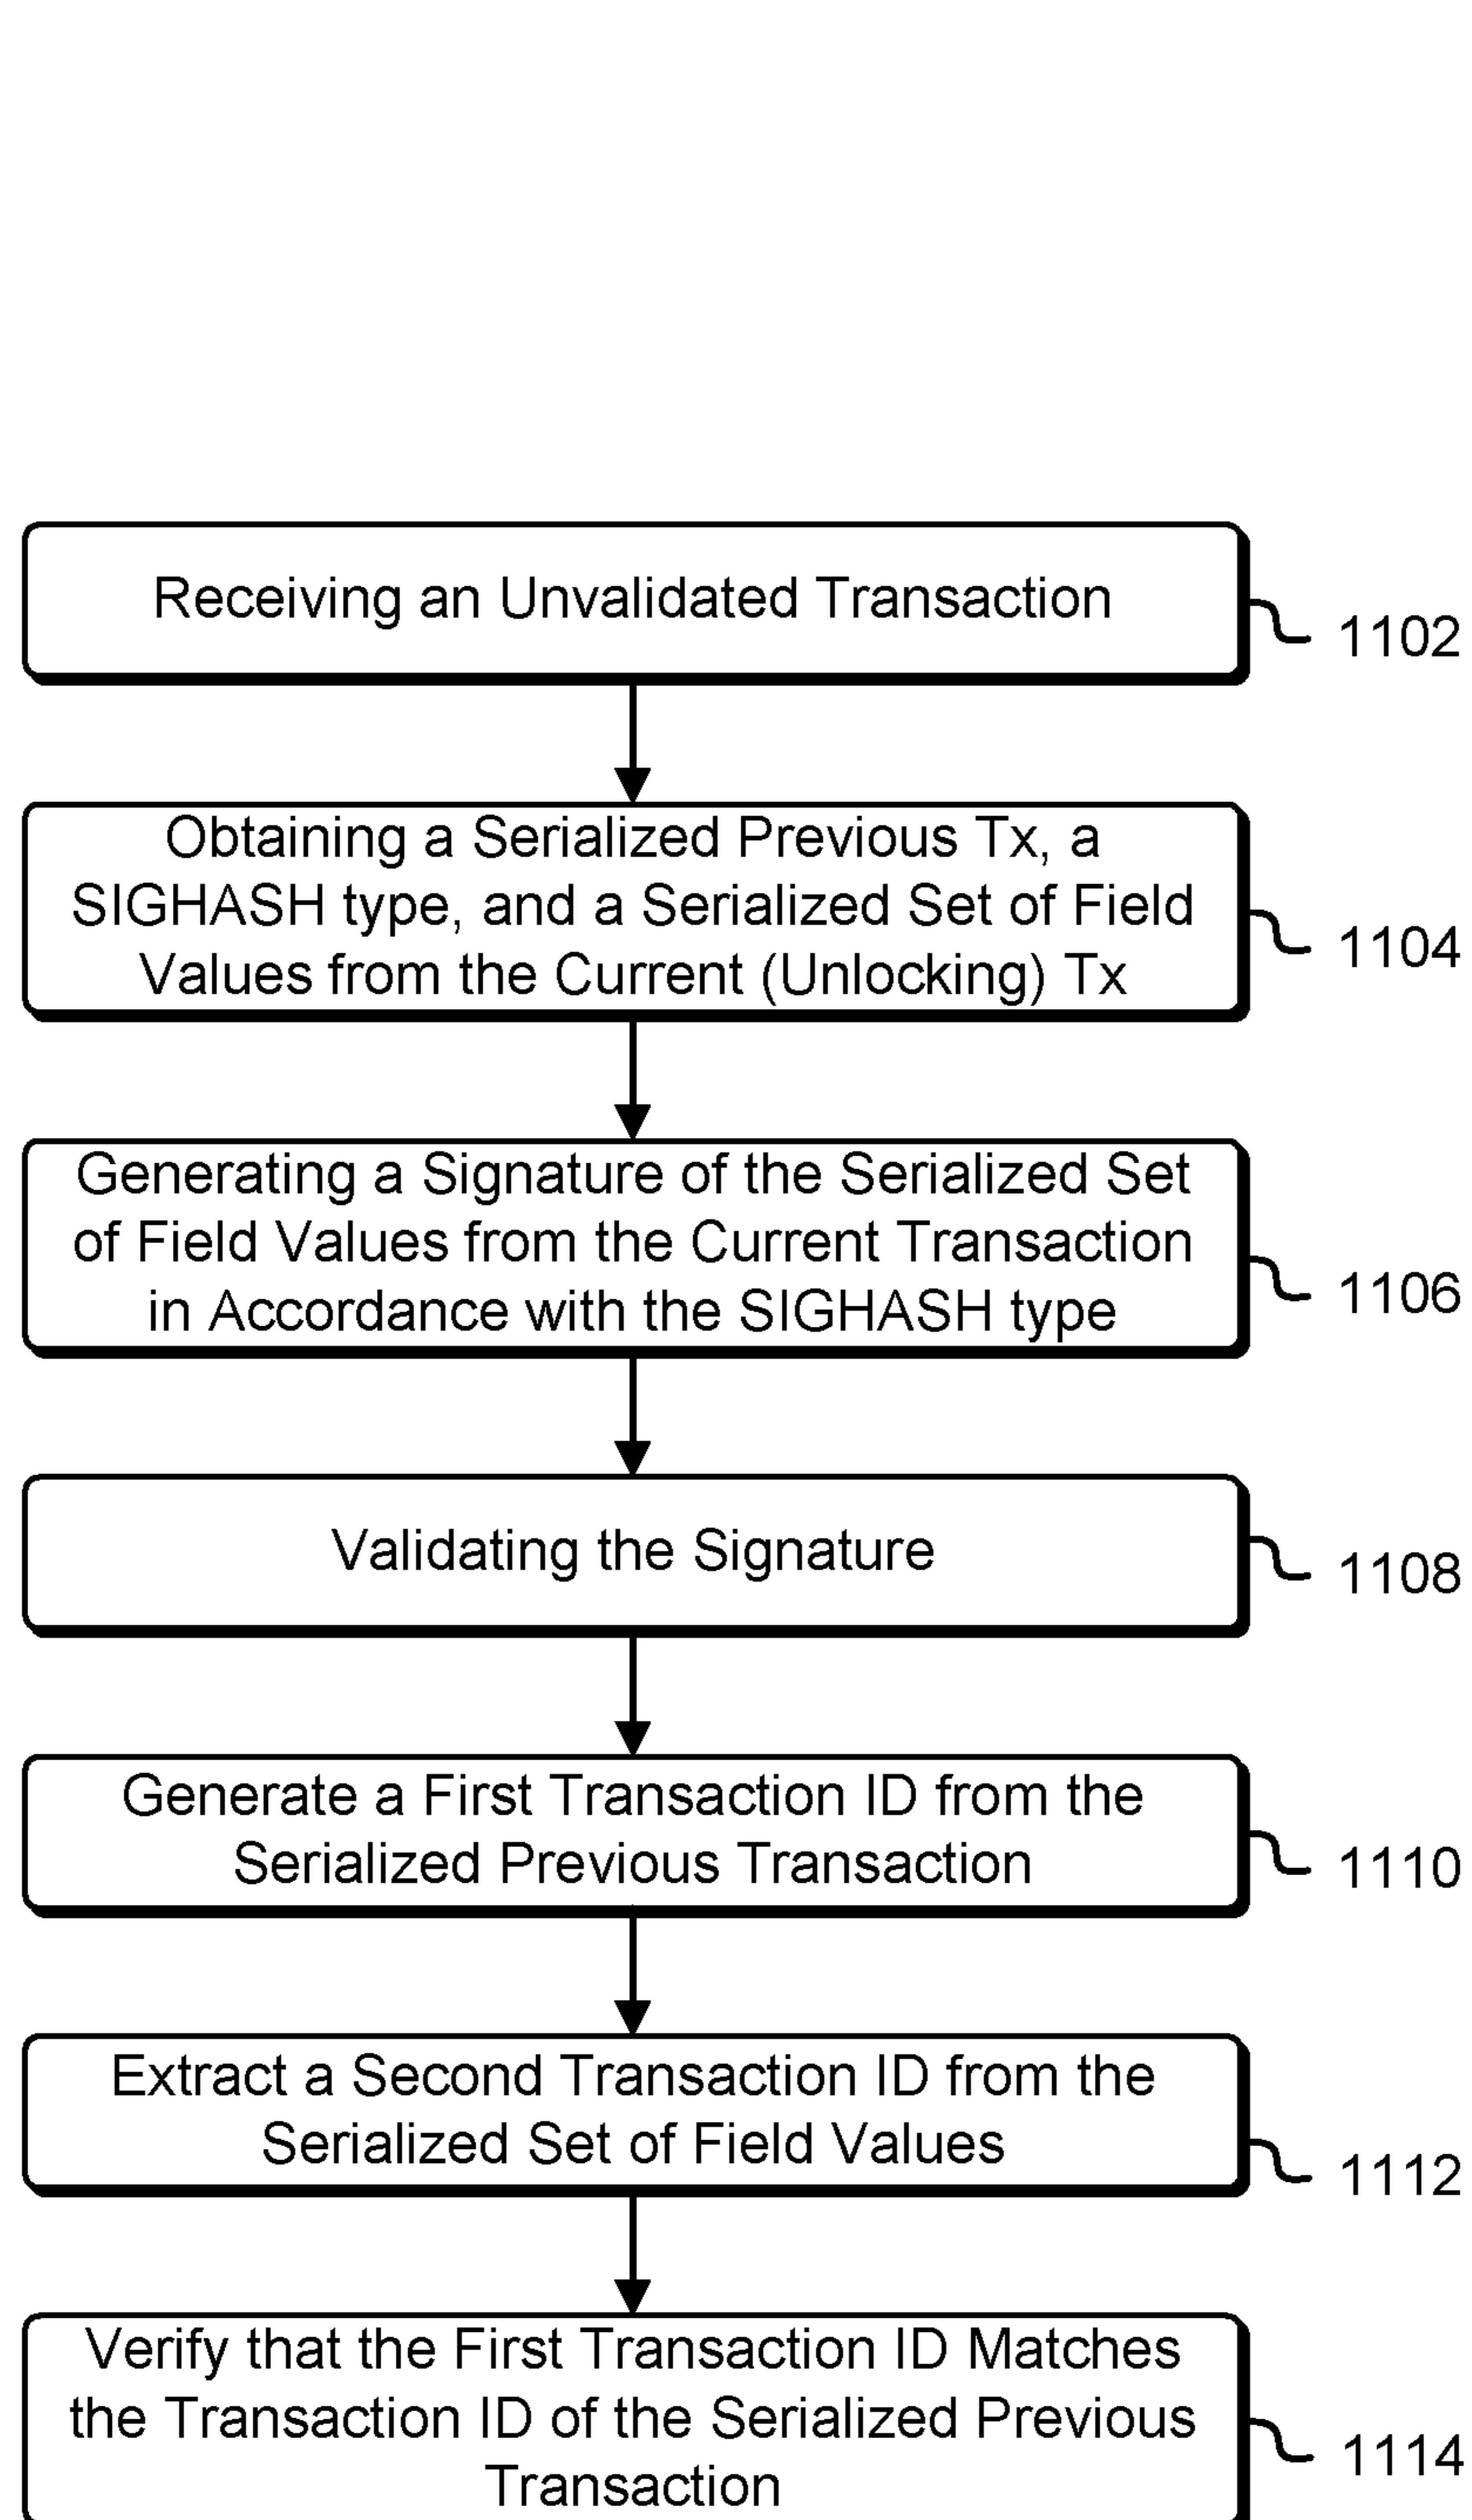 Receiving an Unvalidated Transaction
1102
Obtaining a Serialized Previous Tx, a
SIGHASH type, and a Serialized Set of Field
Values from the Current (Unlocking) Tx
1104
Generating a Signature of the Serialized Set
of Field Values from the Current Transaction
in Accordance with the SIGHASH type
1106
Validating the Signature
1108
Generate a First Transaction ID from the
Serialized Previous Transaction
1110
Extract a Second Transaction ID from the
Serialized Set of Field Values
1112
Verify that the First Transaction ID Matches
the Transaction ID of the Serialized Previous
Transaction
1114